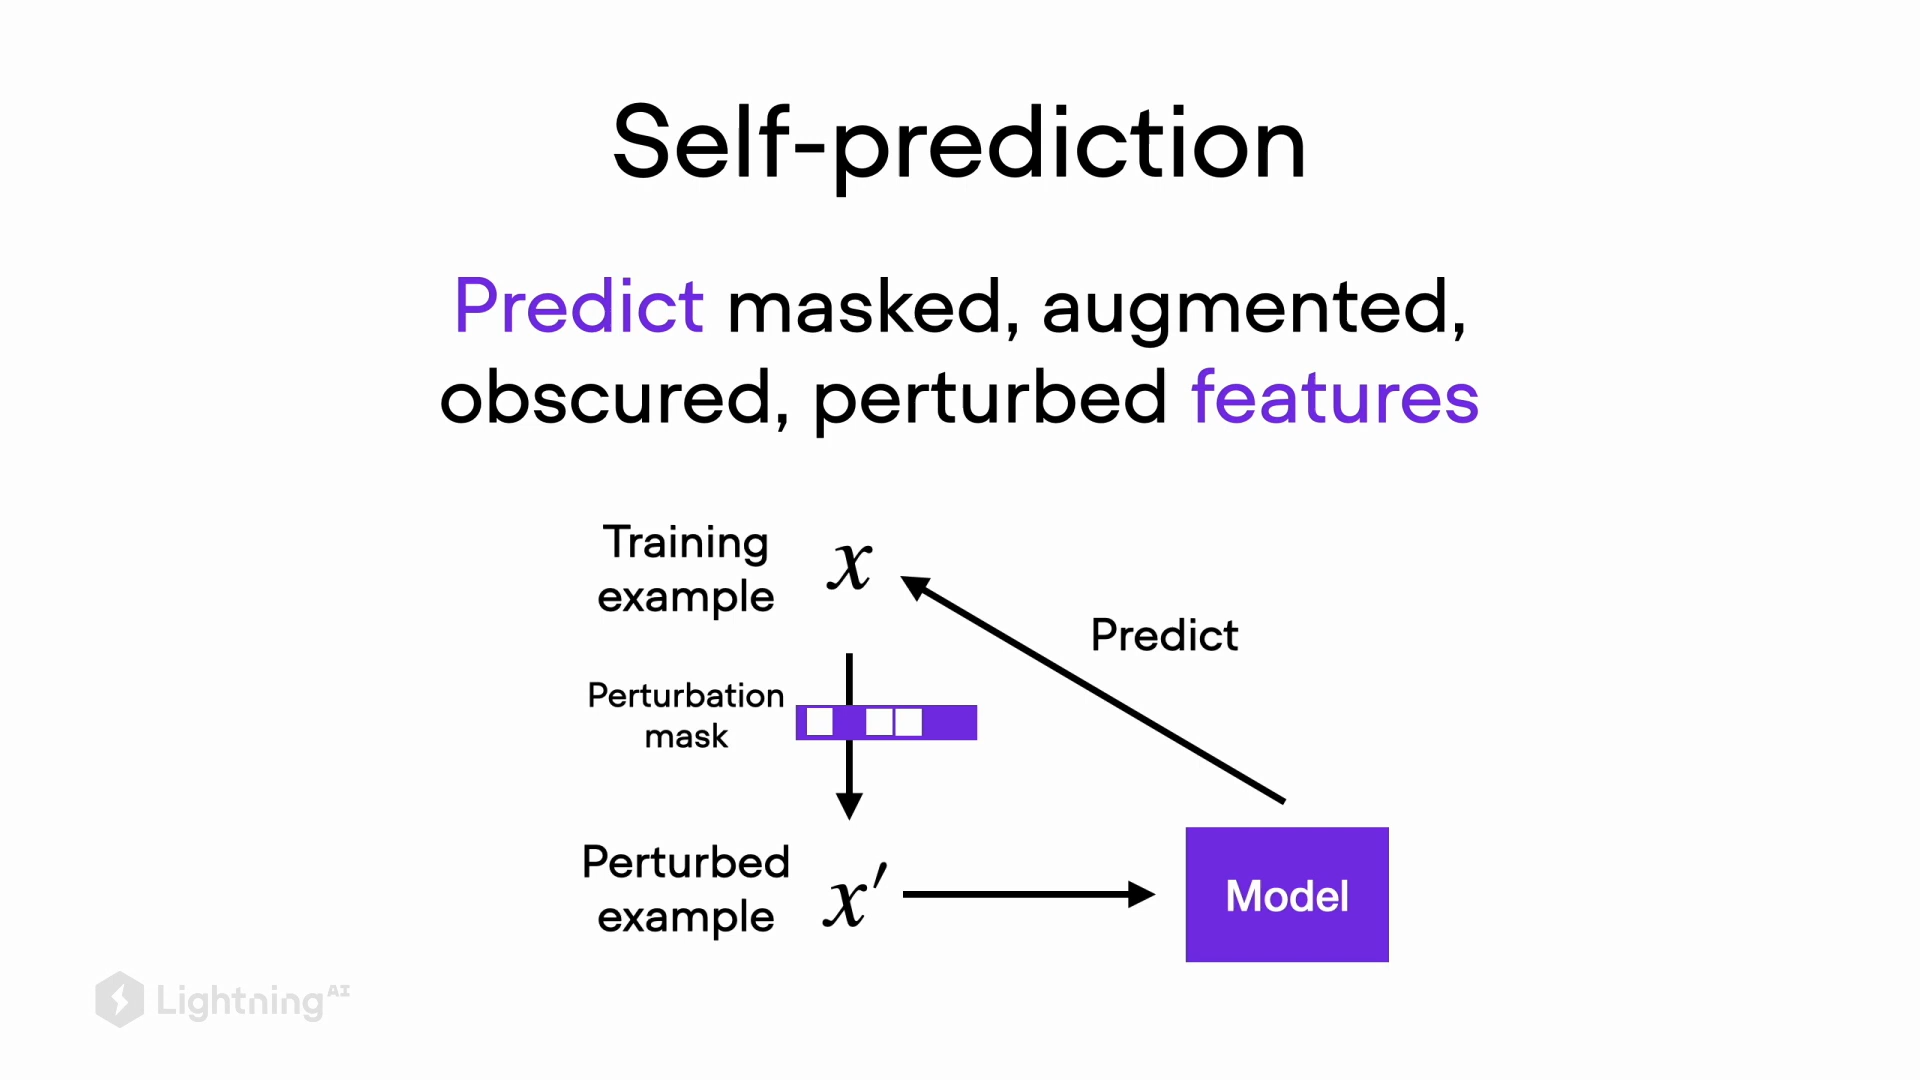 Self-prediction
Predict masked, augmented,
obscured, perturbed features
Training
example
x
Predict
Perturbation
mask
Perturbed
example
x′
Model
Lightning AI